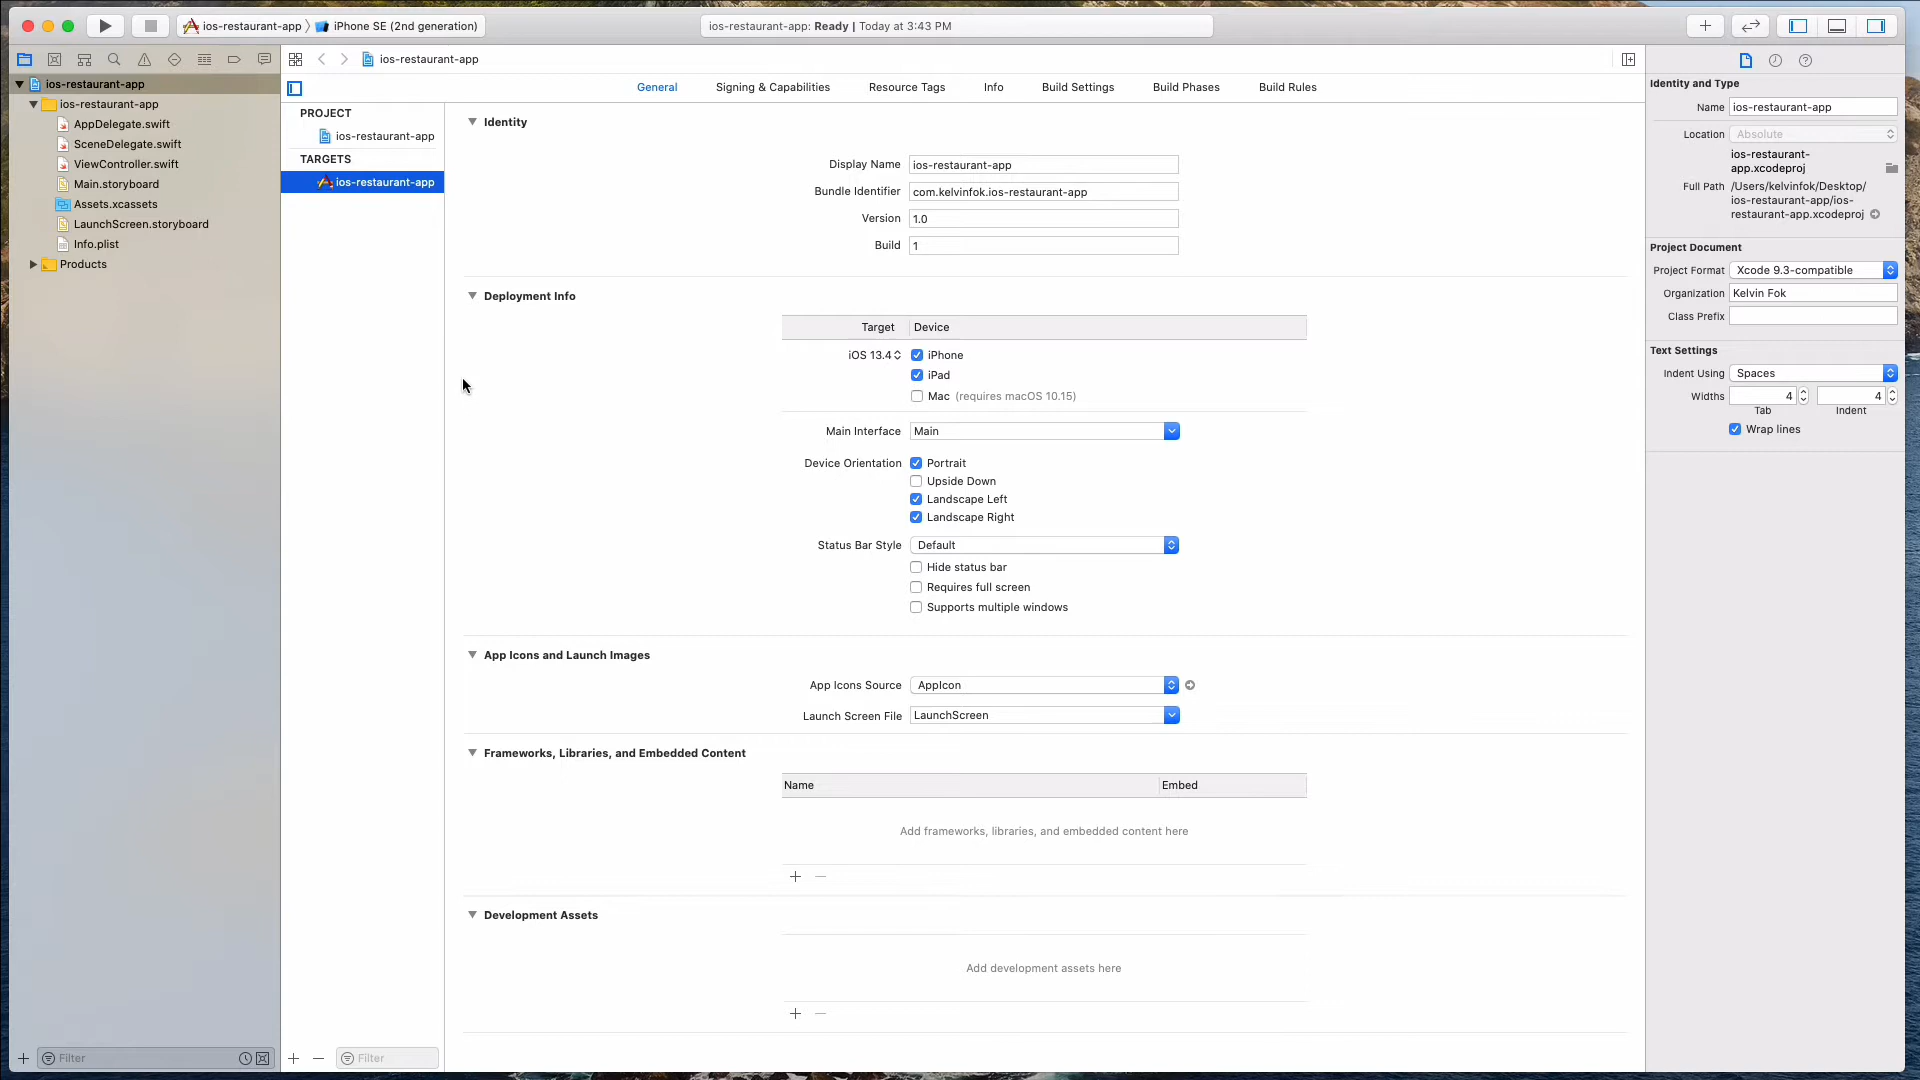 ios-restaurant-app
iPhone SE (2nd generation)
ios-restaurant-app: Ready | Today at 3:43 PM
ios-restaurant-app
ios-restaurant-app
AppDelegate.swift
SceneDelegate.swift
ViewController.swift
Main.storyboard
Assets.xcassets
LaunchScreen.storyboard
Info.plist
Products
Filter
ios-restaurant-app
General
Signing & Capabilities
Resource Tags
Info
Build Settings
Build Phases
Build Rules
PROJECT
ios-restaurant-app
TARGETS
ios-restaurant-app
Filter
Identity
Display Name
ios-restaurant-app
Bundle Identifier
com.kelvinfok.ios-restaurant-app
Version
1.0
Build
1
Deployment Info
Target
Device
iOS 13.4
iPhone
iPad
Mac (requires macOS 10.15)
Main Interface
Main
Device Orientation
Portrait
Upside Down
Landscape Left
Landscape Right
Status Bar Style
Default
Hide status bar
Requires full screen
Supports multiple windows
App Icons and Launch Images
App Icons Source
AppIcon
Launch Screen File
LaunchScreen
Frameworks, Libraries, and Embedded Content
Name
Embed
Add frameworks, libraries, and embedded content here
Development Assets
Add development assets here
Identity and Type
Name
ios-restaurant-app
Location
Absolute
ios-restaurant-
app.xcodeproj
Full Path
/Users/kelvinfok/Desktop/
ios-restaurant-app/ios-
restaurant-app.xcodeproj
Project Document
Project Format
Xcode 9.3-compatible
Organization
Kelvin Fok
Class Prefix
Text Settings
Indent Using
Spaces
Widths
4
4
Tab
Indent
Wrap lines